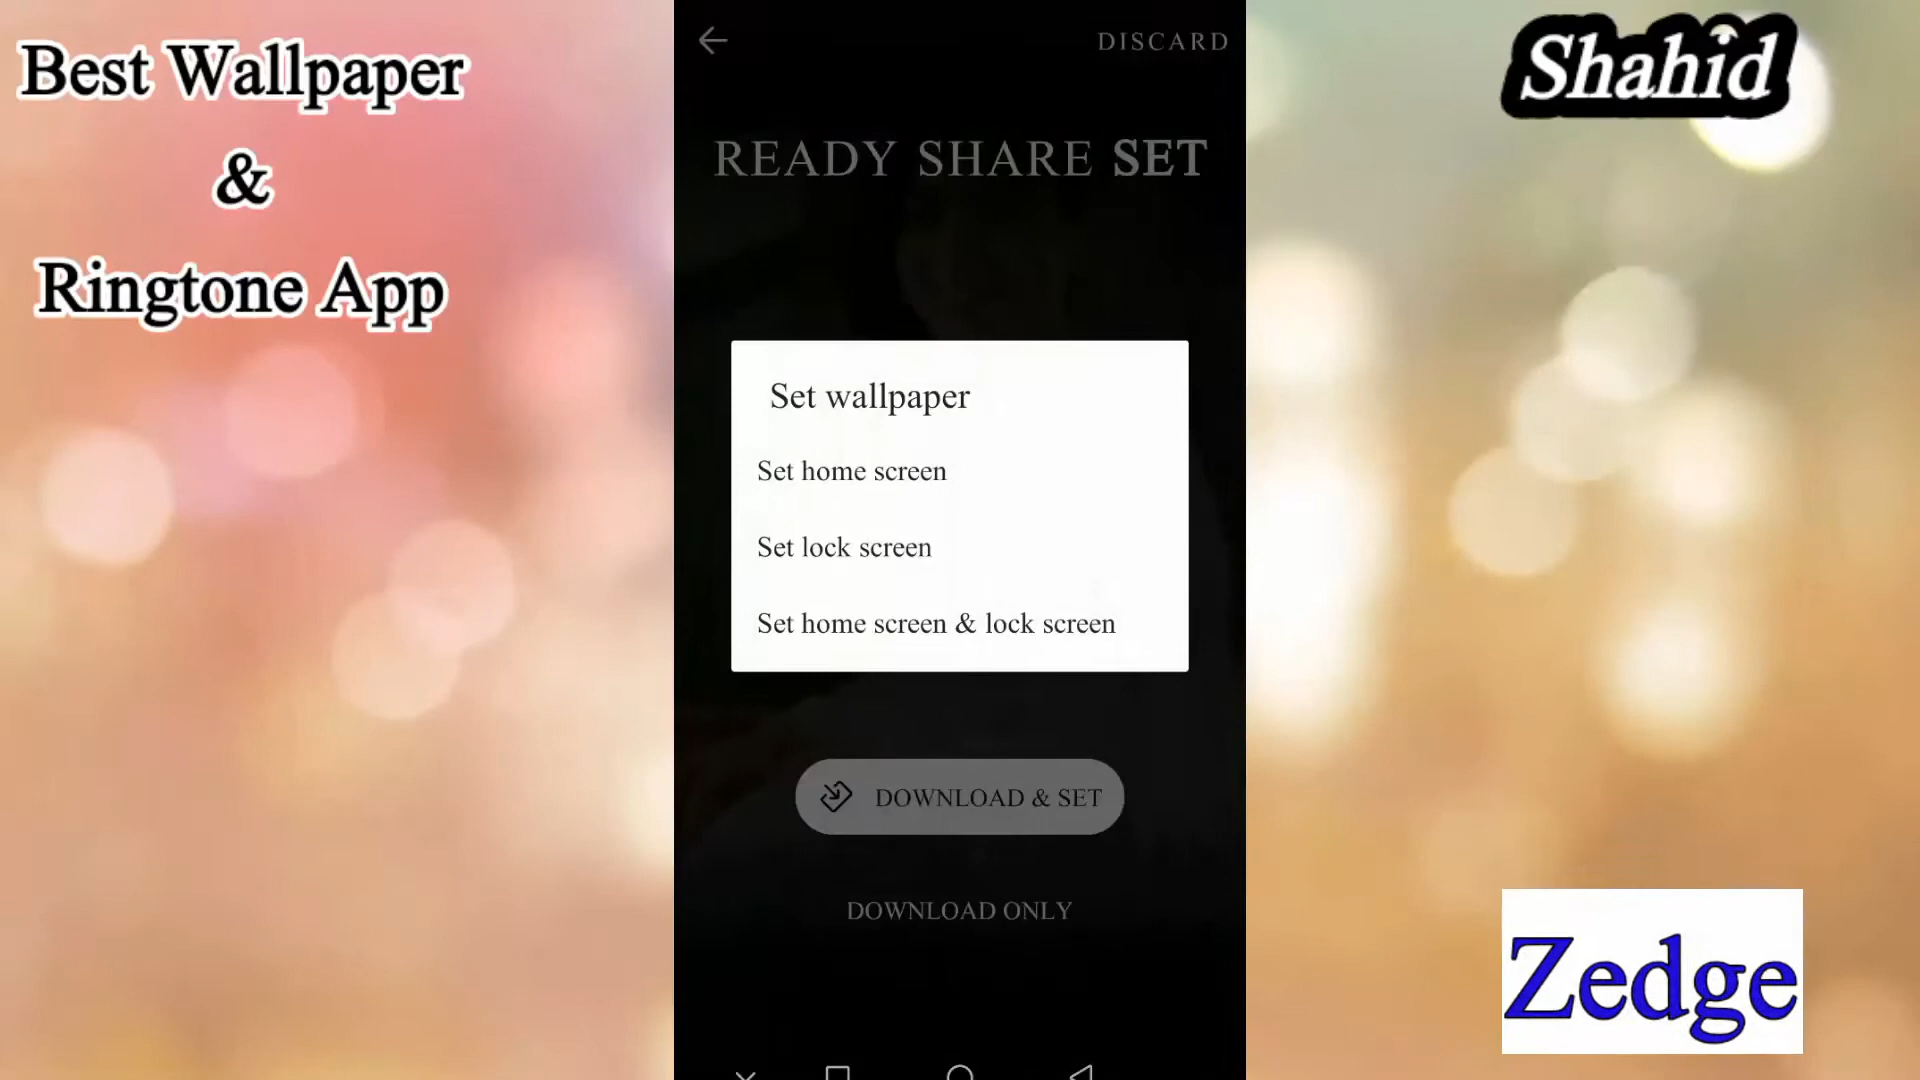 Best Wallpaper
&
Ringtone App
DISCARD
READY SHARE SET
Set wallpaper
Set home screen
Set lock screen
Set home screen & lock screen
DOWNLOAD & SET
DOWNLOAD ONLY
Shahid
Zedge